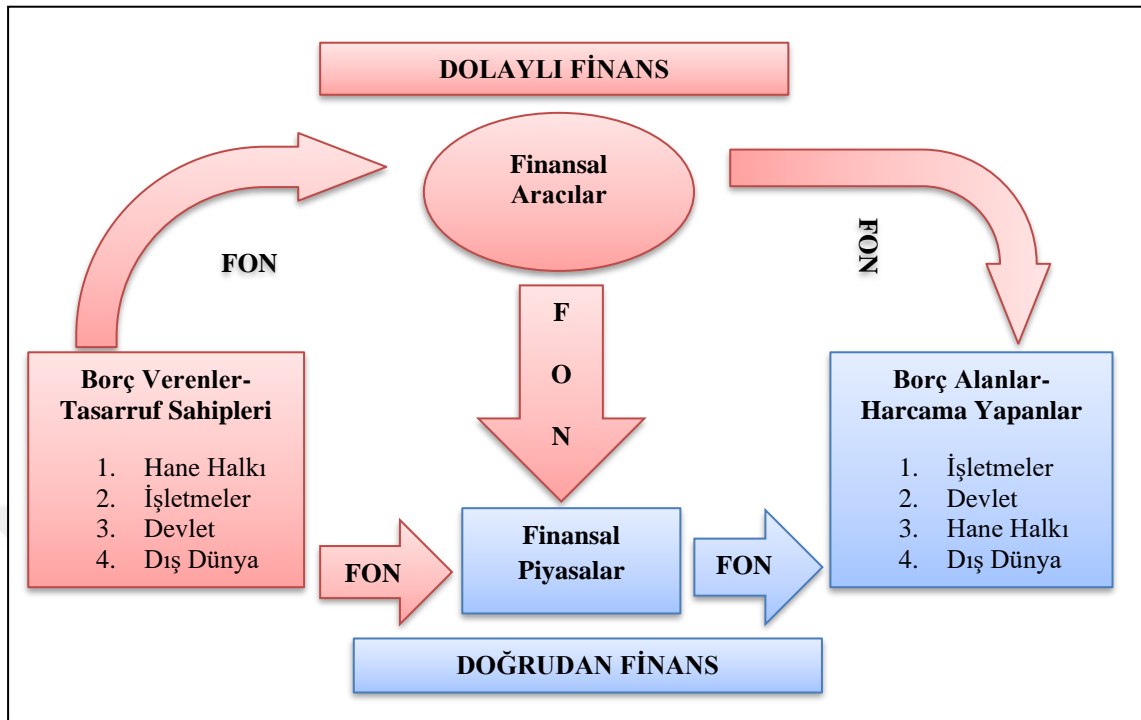 DOLAYLI FİNANS
Finansal
Aracılar
FON
FON
F
O
N
Borç Verenler-
Tasarruf Sahipleri
1. Hane Halkı
2. İşletmeler
3. Devlet
4. Dış Dünya
Borç Alanlar-
Harcama Yapanlar
1. İşletmeler
2. Devlet
3. Hane Halkı
4. Dış Dünya
FON
Finansal
Piyasalar
FON
DOĞRUDAN FİNANS